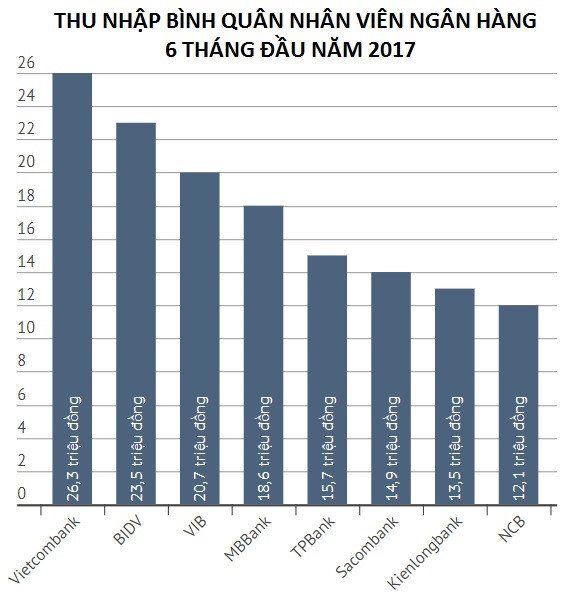 THU NHẬP BÌNH QUÂN NHÂN VIÊN NGÂN HÀNG
6 THÁNG ĐẦU NĂM 2017
26
24
22
20
18
16
14
12
10
8
6
4
2
0
26,3 triệu đồng
23,5 triệu đồng
20,7 triệu đồng
18,6 triệu đồng
15,7 triệu đồng
14,9 triệu đồng
13,5 triệu đồng
12,1 triệu đồng
Vietcombank
BIDV
VIB
MBBank
TPBank
Sacombank
Kienlongbank
NCB